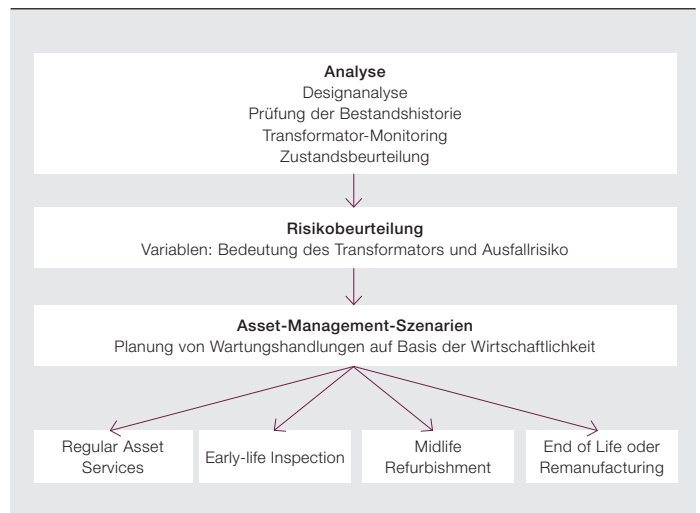 Analyse
Designanalyse
Prüfung der Bestandshistorie
Transformator-Monitoring
Zustandsbeurteilung
Risikobeurteilung
Variablen: Bedeutung des Transformators und Ausfallrisiko
Asset-Management-Szenarien
Planung von Wartungshandlungen auf Basis der Wirtschaftlichkeit
Regular Asset
Services
Early-life Inspection
Midlife
Refurbishment
End of Life oder
Remanufacturing